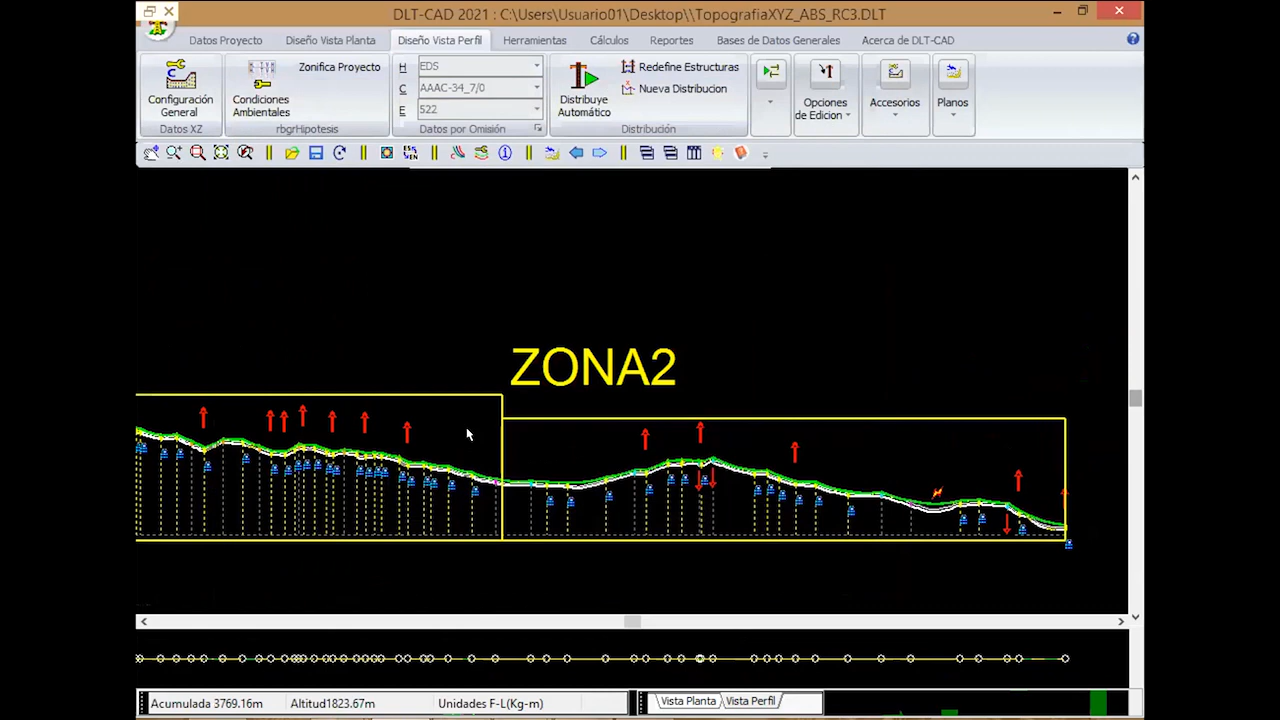 DLT-CAD 2021 : C:\Users\Usuario01\Desktop\\TopografiaXYZ_ABS_RC3.DLT
Datos Proyecto Diseño Vista Planta Diseño Vista Perfil Herramientas Cálculos Reportes Bases de Datos Generales Acerca de DLT-CAD
Configuración General
Datos XZ
Condiciones Ambientales
Zonifica Proyecto
rbgrHipotesis
H EDS
C AAAC-34_7/0
E 522
Datos por Omisión
Distribuye Automático
Redefine Estructuras
Nueva Distribucion
Distribución
Opciones de Edicion
Accesorios
Planos
ZONA2
Acumulada 3769.16m Altitud1823.67m Unidades F-L(Kg-m) Vista Planta Vista Perfil